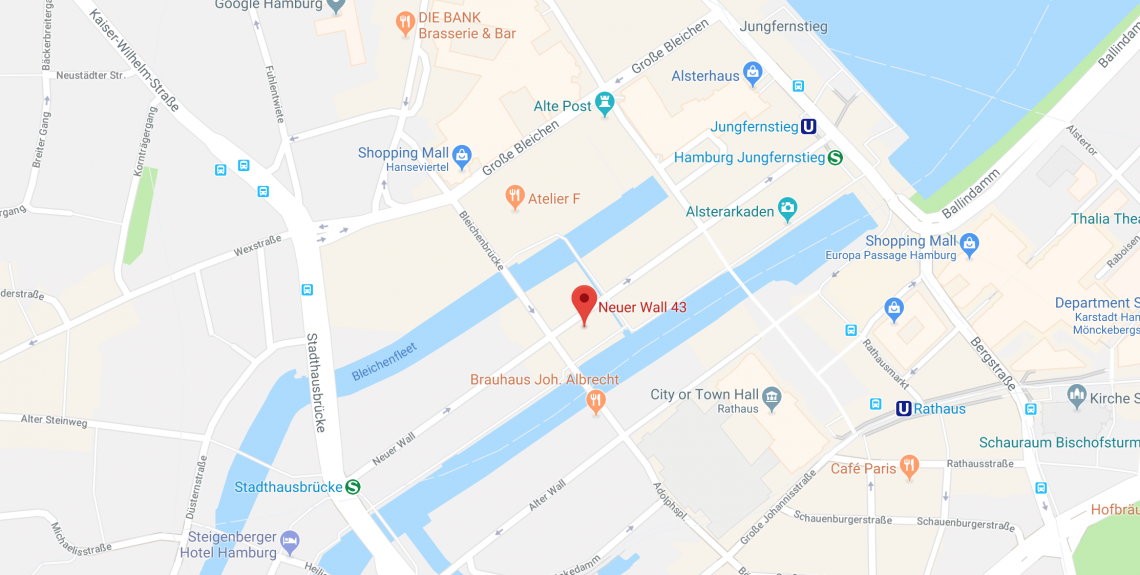 Google Hamburg
DIE BANK
Brasserie & Bar
Jungfernstieg
Ballindamm
Kaiser-Wilhelm-Straße
Bäckerbreitergang
Große Bleichen
Neustädter Str.
Fuhlentwiete
Alsterhaus
Alte Post
Breiter Gang
Kornträgergang
Jungfernstieg
U
Alstertor
Große Bleichen
Shopping Mall
Hanseviertel
Hamburg Jungfernstieg
S
Ballindamm
Atelier F
Alsterarkaden
rgang
Thalia Thea
Wexstraße
Bleichenbrücke
Shopping Mall
Europa Passage Hamburg
Raboisen
derstraße
Neuer Wall 43
Department S
Karstadt Ham
Mönckebergs
Stadthausbrücke
Bleichenfleet
Rathausmarkt
Bergstraße
Brauhaus Joh. Albrecht
City or Town Hall
Rathaus
Kirche S
U
Rathaus
Alter Steinweg
Neuer Wall
Schauraum Bischofsturm
Düsternstraße
Café Paris
Rathausstraße
Stadthausbrücke
S
Alter Wall
Adolphspl.
Große Johannisstraße
Hofbräu
Schauenburgerstraße
Schauenburgerstraße
Michaelisstraße
Steigenberger
Hotel Hamburg
Heilig
ckedamm